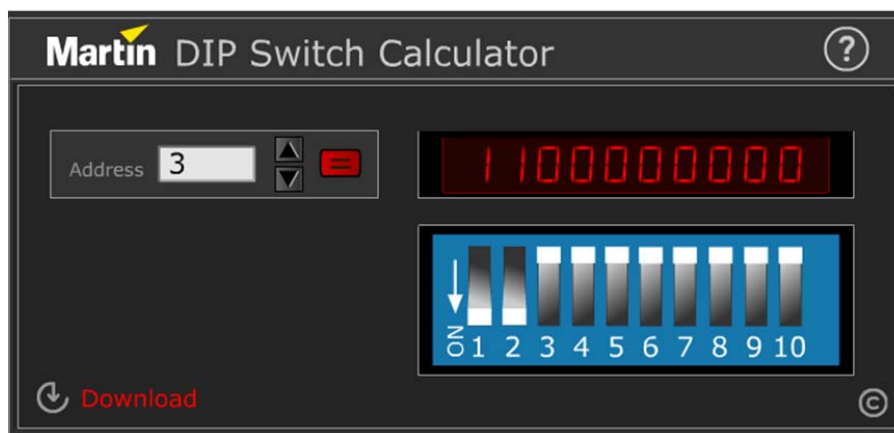 Martin DIP Switch Calculator ?
Address 3 =
1100000000
ON 1 2 3 4 5 6 7 8 9 10
Download ©